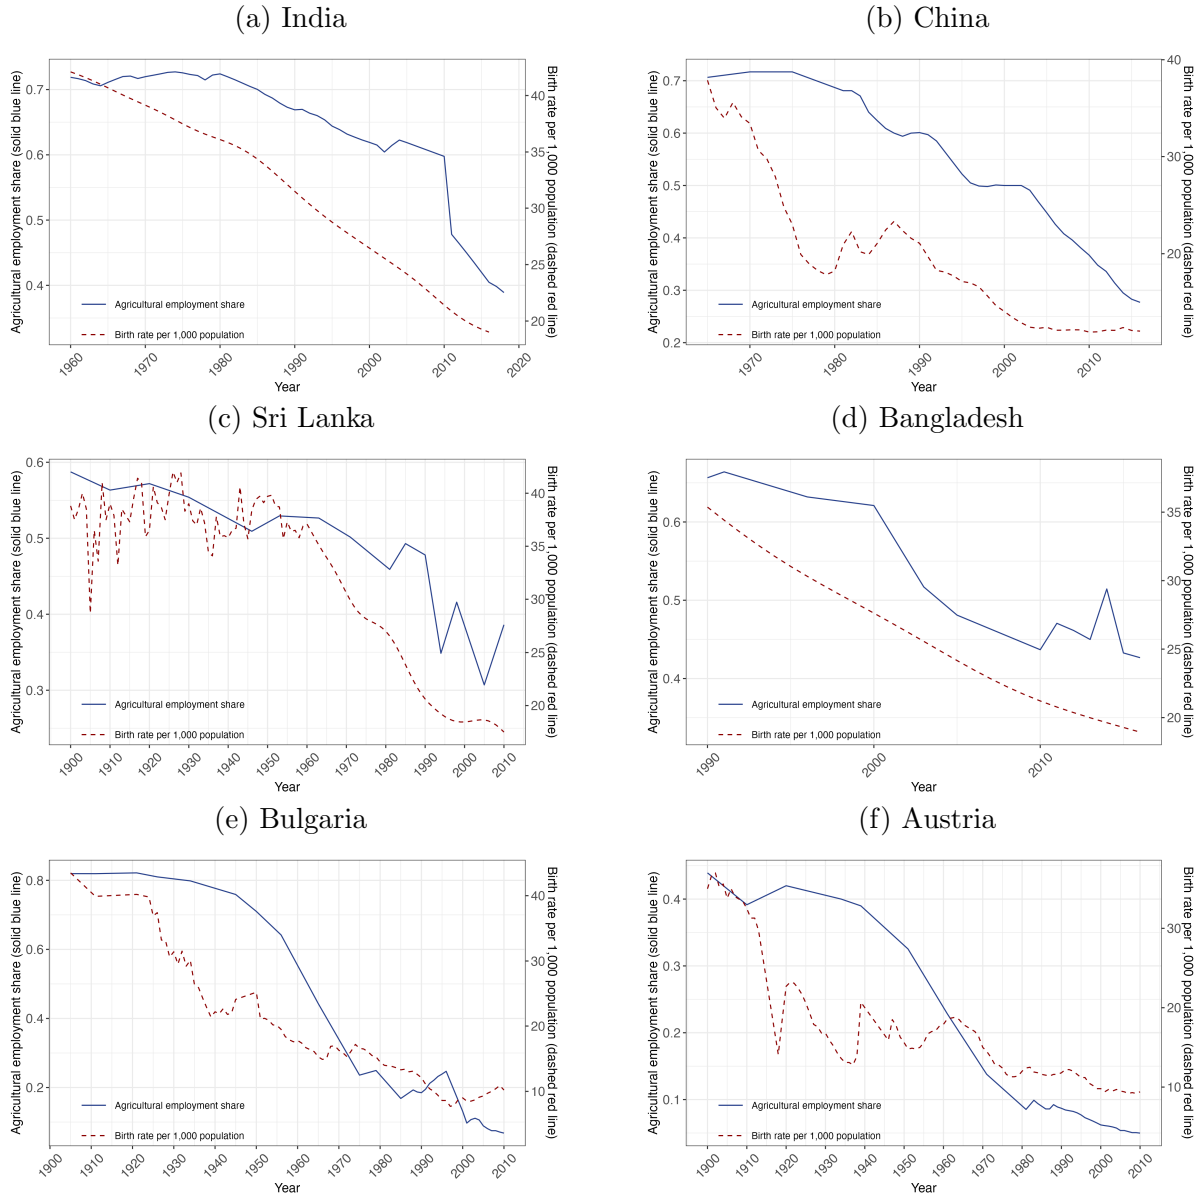 (a) India
Agricultural employment share (solid blue line)
0.7
0.6
0.5
0.4
40
35
30
25
20
Birth rate per 1,000 population (dashed red line)
Agricultural employment share
Birth rate per 1,000 population
1960
1970
1980
1990
2000
2010
2020
Year
(b) China
Agricultural employment share (solid blue line)
0.7
0.6
0.5
0.4
0.3
0.2
40
30
20
Birth rate per 1,000 population (dashed red line)
Agricultural employment share
Birth rate per 1,000 population
1970
1980
1990
2000
2010
Year
(c) Sri Lanka
Agricultural employment share (solid blue line)
0.6
0.5
0.4
0.3
40
35
30
25
20
Birth rate per 1,000 population (dashed red line)
Agricultural employment share
Birth rate per 1,000 population
1900
1910
1920
1930
1940
1950
1960
1970
1980
1990
2000
2010
Year
(d) Bangladesh
Agricultural employment share (solid blue line)
0.6
0.5
0.4
35
30
25
20
Birth rate per 1,000 population (dashed red line)
Agricultural employment share
Birth rate per 1,000 population
1990
2000
2010
Year
(e) Bulgaria
Agricultural employment share (solid blue line)
0.8
0.6
0.4
0.2
40
30
20
10
Birth rate per 1,000 population (dashed red line)
Agricultural employment share
Birth rate per 1,000 population
1900
1910
1920
1930
1940
1950
1960
1970
1980
1990
2000
2010
Year
(f) Austria
Agricultural employment share (solid blue line)
0.4
0.3
0.2
0.1
30
20
10
Birth rate per 1,000 population (dashed red line)
Agricultural employment share
Birth rate per 1,000 population
1900
1910
1920
1930
1940
1950
1960
1970
1980
1990
2000
2010
Year